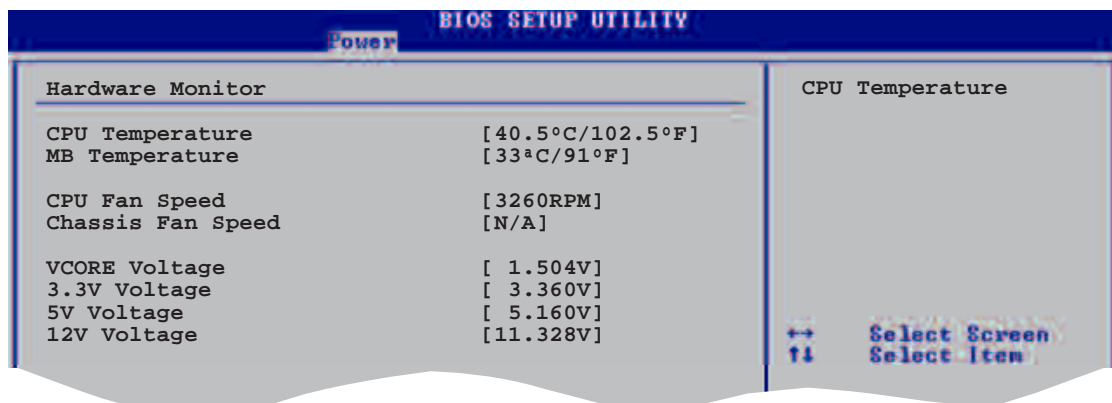 BIOS SETUP UTILITY
Power
Hardware Monitor
CPU Temperature [40.5ºC/102.5ºF]
MB Temperature [33ªC/91ºF]
CPU Fan Speed [3260RPM]
Chassis Fan Speed [N/A]
VCORE Voltage [ 1.504V]
3.3V Voltage [ 3.360V]
5V Voltage [ 5.160V]
12V Voltage [11.328V]
CPU Temperature
↔ Select Screen
↑↓ Select Item